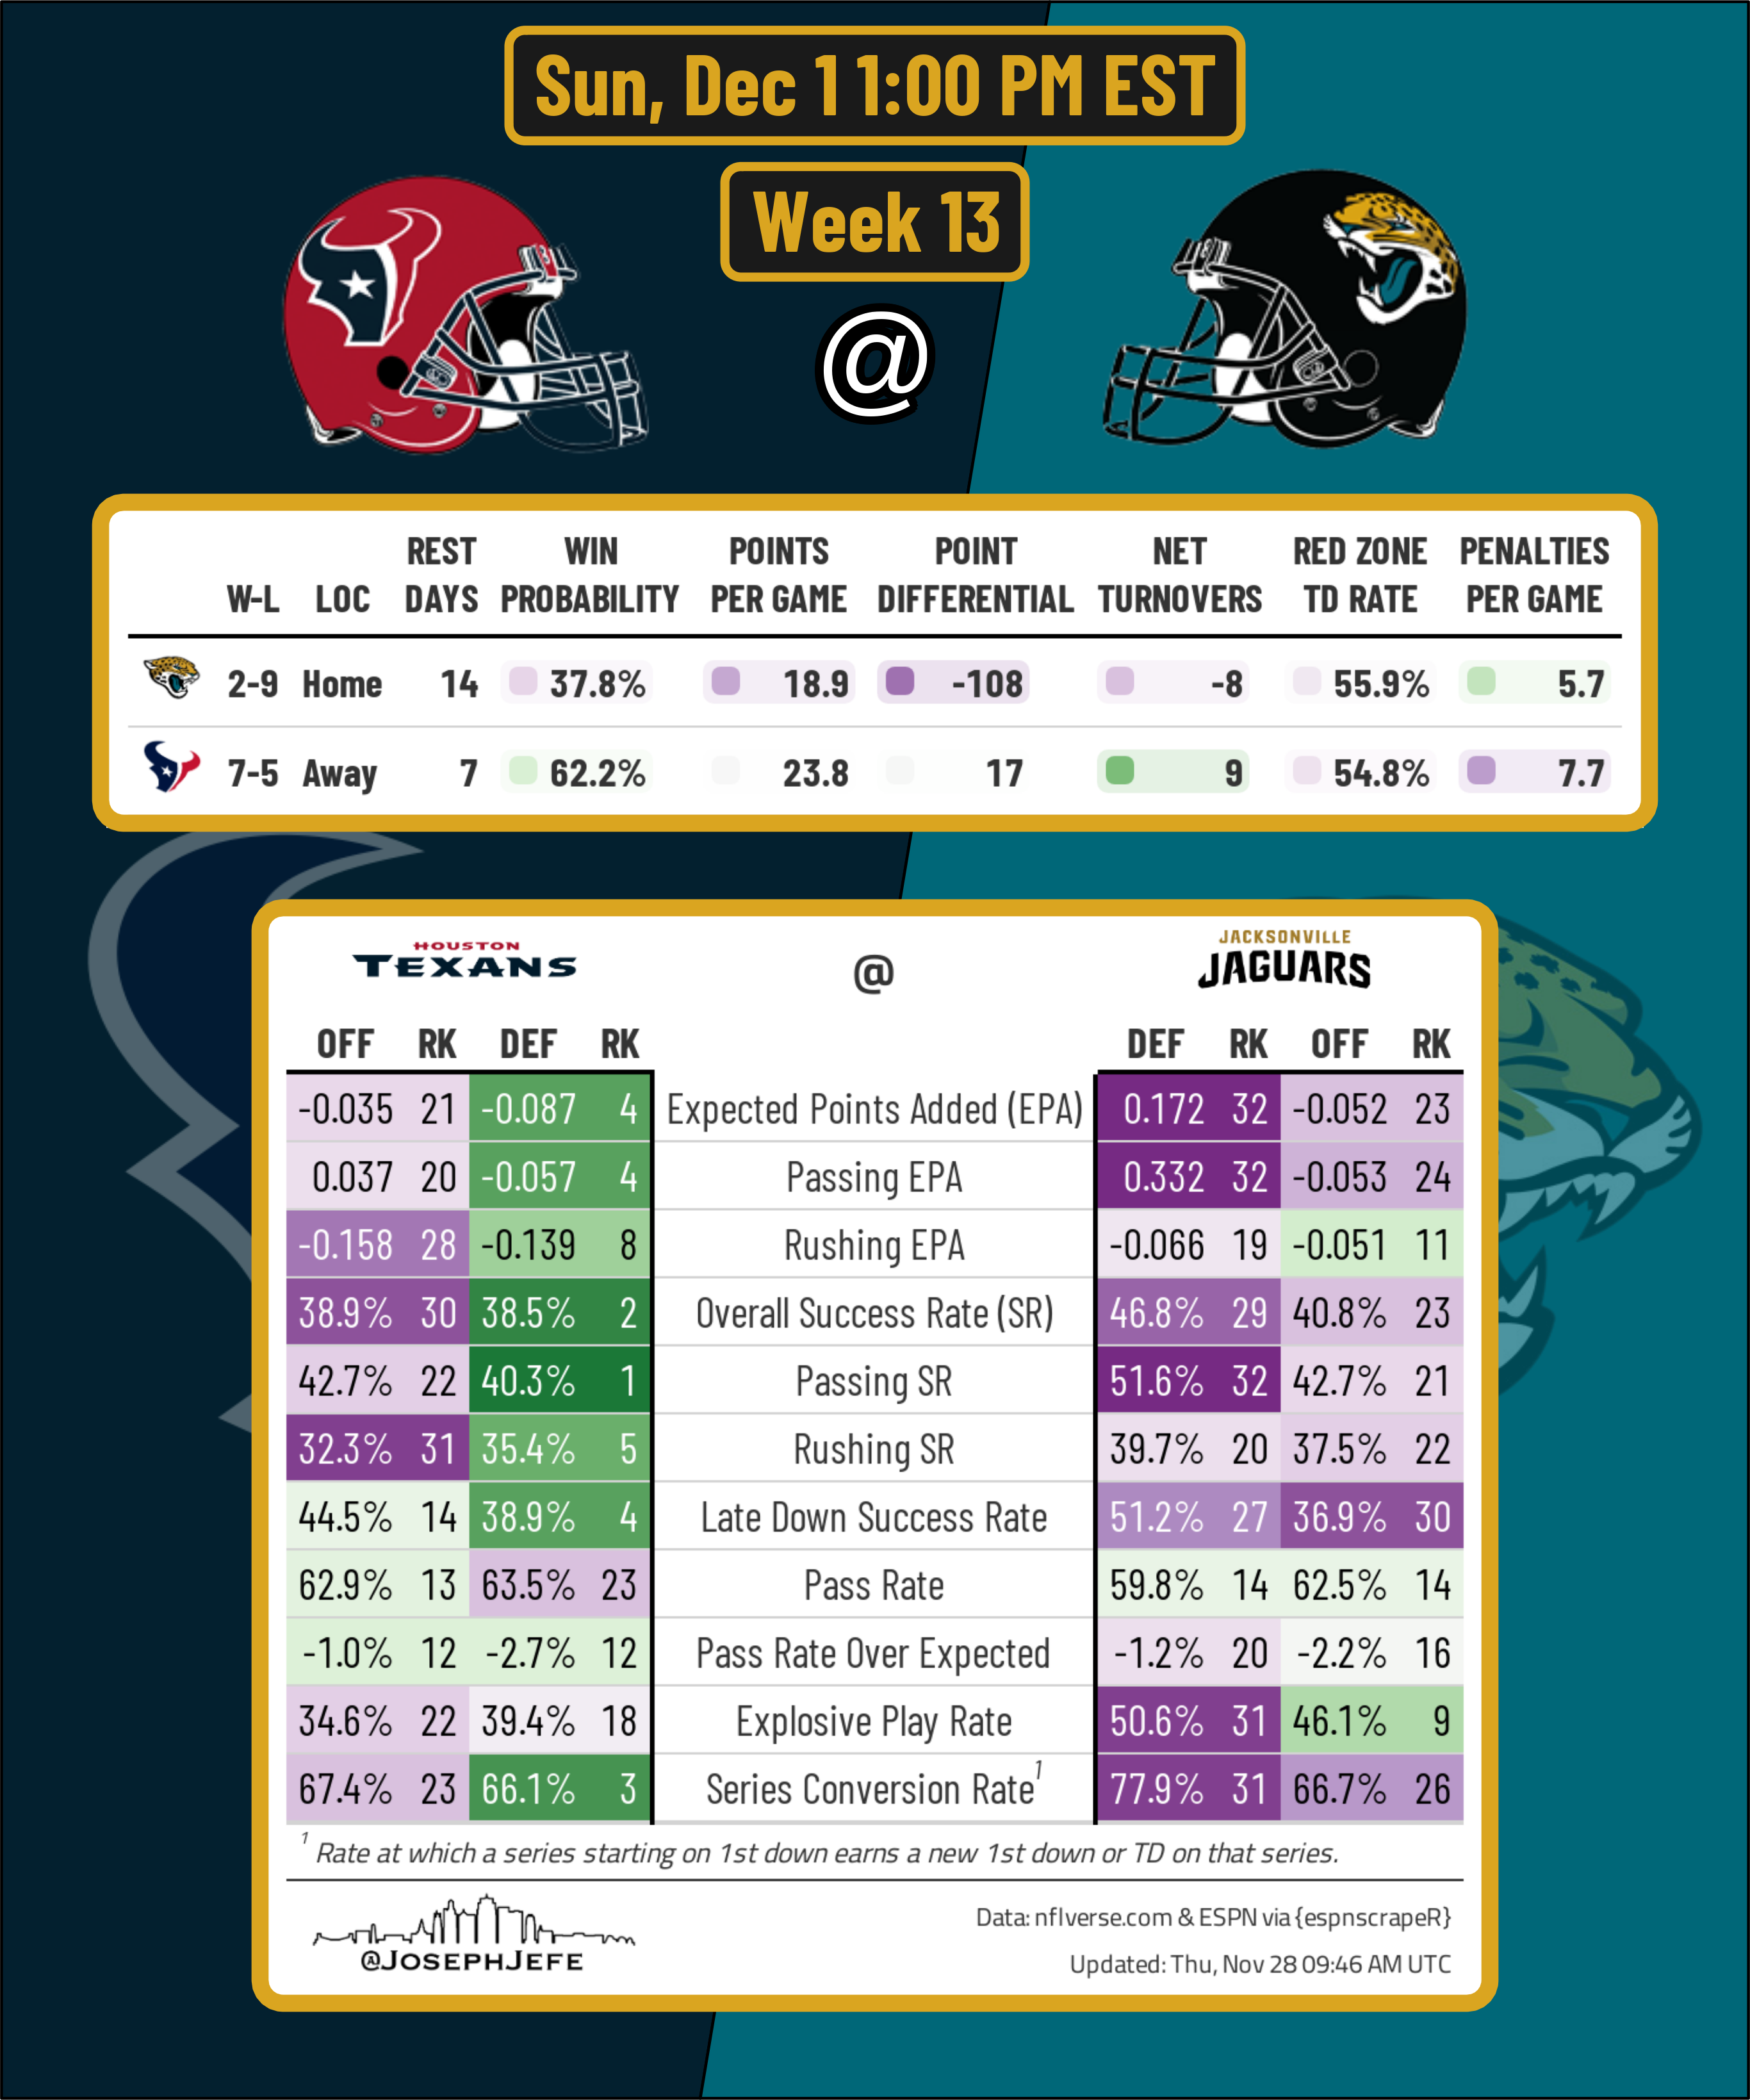 Sun, Dec 1 1:00 PM EST
Week 13
@
W-L LOC REST DAYS WIN PROBABILITY POINTS PER GAME POINT DIFFERENTIAL NET TURNOVERS RED ZONE TD RATE PENALTIES PER GAME
2-9 Home 14 37.8% 18.9 -108 -8 55.9% 5.7
7-5 Away 7 62.2% 23.8 17 9 54.8% 7.7
HOUSTON TEXANS @ JACKSONVILLE JAGUARS
OFF RK DEF RK DEF RK OFF RK
-0.035 21 -0.087 4 Expected Points Added (EPA) 0.172 32 -0.052 23
0.037 20 -0.057 4 Passing EPA 0.332 32 -0.053 24
-0.158 28 -0.139 8 Rushing EPA -0.066 19 -0.051 11
38.9% 30 38.5% 2 Overall Success Rate (SR) 46.8% 29 40.8% 23
42.7% 22 40.3% 1 Passing SR 51.6% 32 42.7% 21
32.3% 31 35.4% 5 Rushing SR 39.7% 20 37.5% 22
44.5% 14 38.9% 4 Late Down Success Rate 51.2% 27 36.9% 30
62.9% 13 63.5% 23 Pass Rate 59.8% 14 62.5% 14
-1.0% 12 -2.7% 12 Pass Rate Over Expected -1.2% 20 -2.2% 16
34.6% 22 39.4% 18 Explosive Play Rate 50.6% 31 46.1% 9
67.4% 23 66.1% 3 Series Conversion Rate¹ 77.9% 31 66.7% 26
¹ Rate at which a series starting on 1st down earns a new 1st down or TD on that series.
@JOSEPHJEFE
Data: nflverse.com & ESPN via {espnscrapeR}
Updated: Thu, Nov 28 09:46 AM UTC